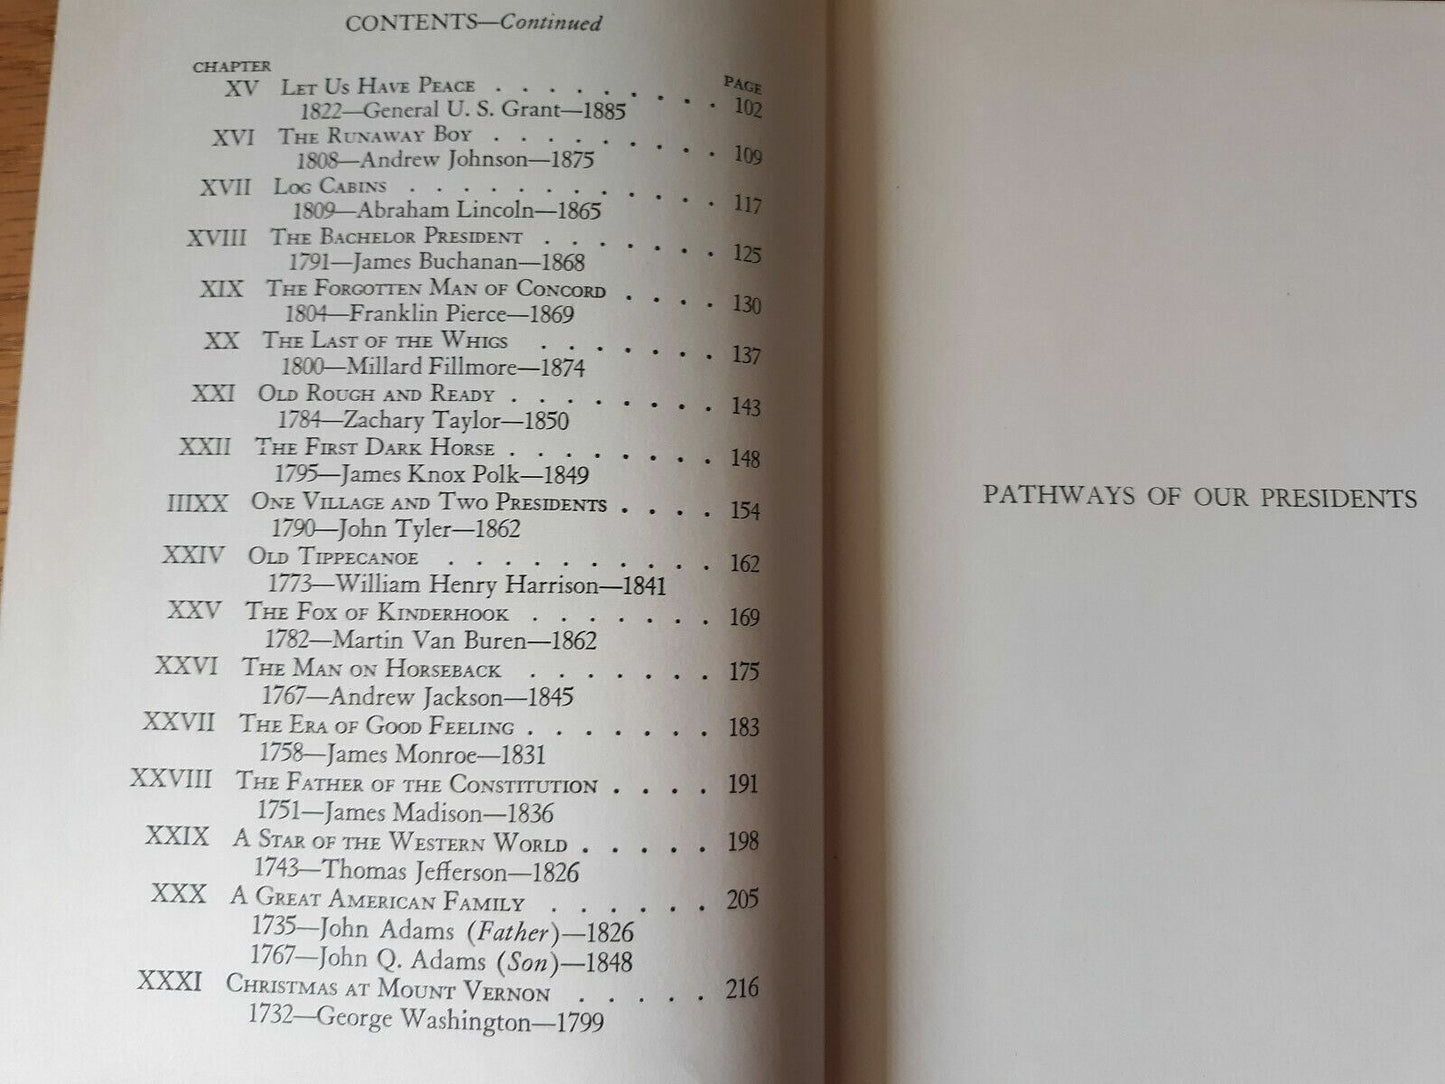 CONTENTS—Continued
CHAPTER PAGE
XV LET US HAVE PEACE . . . . . . . . . 102
1822—General U. S. Grant—1885
XVI THE RUNAWAY BOY . . . . . . . . . 109
1808—Andrew Johnson—1875
XVII LOG CABINS . . . . . . . . . . . . 117
1809—Abraham Lincoln—1865
XVIII THE BACHELOR PRESIDENT . . . . . . . 125
1791—James Buchanan—1868
XIX THE FORGOTTEN MAN OF CONCORD . . . . 130
1804—Franklin Pierce—1869
XX THE LAST OF THE WHIGS . . . . . . . 137
1800—Millard Fillmore—1874
XXI OLD ROUGH AND READY . . . . . . . . 143
1784—Zachary Taylor—1850
XXII THE FIRST DARK HORSE . . . . . . . . 148
1795—James Knox Polk—1849
IIIXX ONE VILLAGE AND TWO PRESIDENTS . . . . 154
1790—John Tyler—1862
XXIV OLD TIPPECANOE . . . . . . . . . . 162
1773—William Henry Harrison—1841
XXV THE FOX OF KINDERHOOK . . . . . . . 169
1782—Martin Van Buren—1862
XXVI THE MAN ON HORSEBACK . . . . . . . 175
1767—Andrew Jackson—1845
XXVII THE ERA OF GOOD FEELING . . . . . . . 183
1758—James Monroe—1831
XXVIII THE FATHER OF THE CONSTITUTION . . . . 191
1751—James Madison—1836
XXIX A STAR OF THE WESTERN WORLD . . . . . 198
1743—Thomas Jefferson—1826
XXX A GREAT AMERICAN FAMILY . . . . . . 205
1735—John Adams (Father)—1826
1767—John Q. Adams (Son)—1848
XXXI CHRISTMAS AT MOUNT VERNON . . . . . 216
1732—George Washington—1799
PATHWAYS OF OUR PRESIDENTS